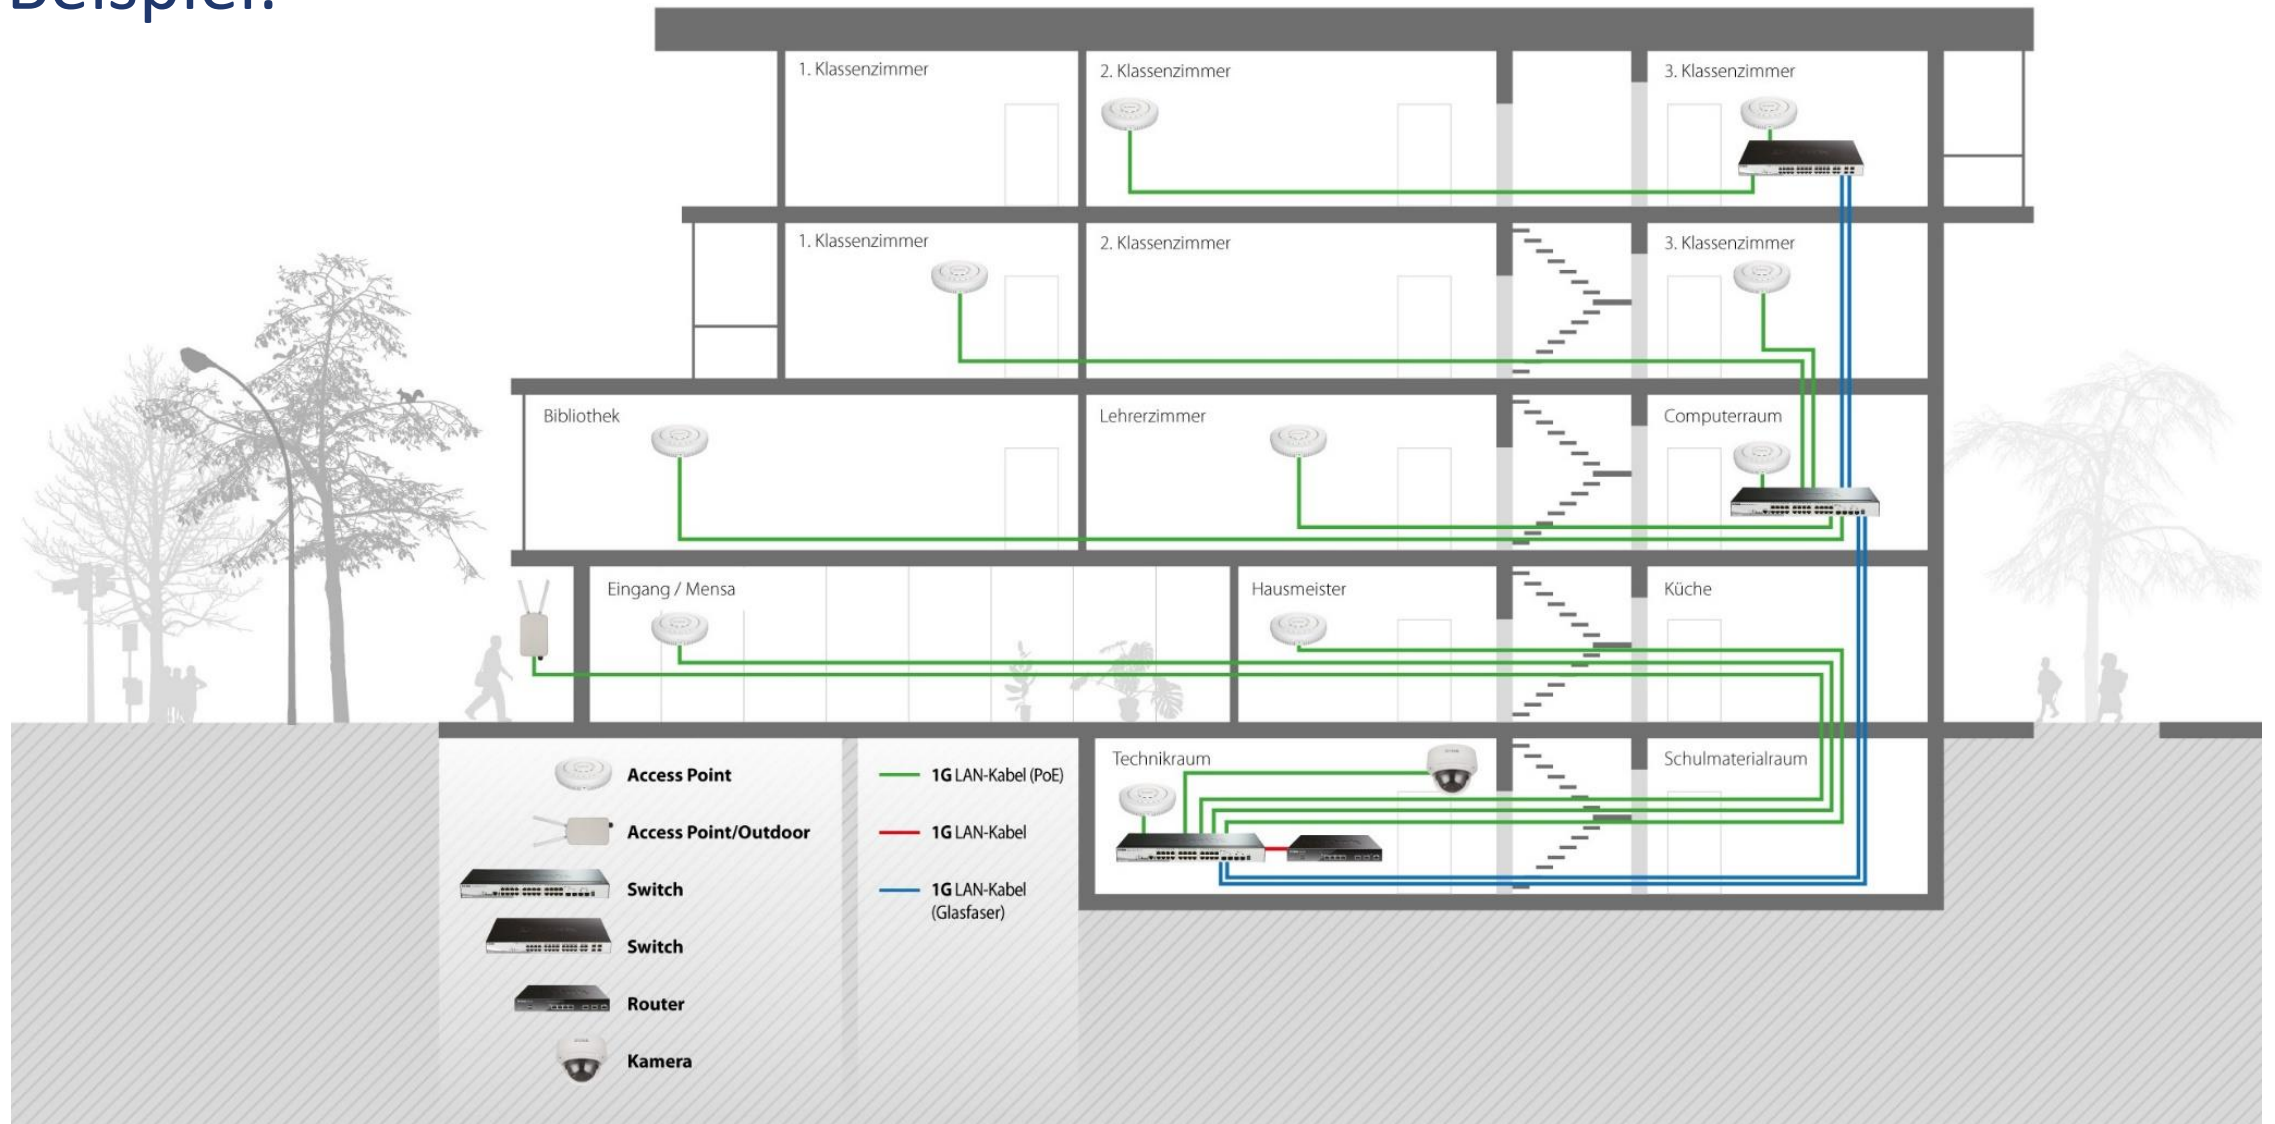 Beispiel:
1. Klassenzimmer
2. Klassenzimmer
3. Klassenzimmer
1. Klassenzimmer
2. Klassenzimmer
3. Klassenzimmer
Bibliothek
Lehrerzimmer
Computerraum
Eingang / Mensa
Hausmeister
Küche
Technikraum
Schulmaterialraum
Access Point
Access Point/Outdoor
Switch
Switch
Router
Kamera
1G LAN-Kabel (PoE)
1G LAN-Kabel
1G LAN-Kabel
(Glasfaser)